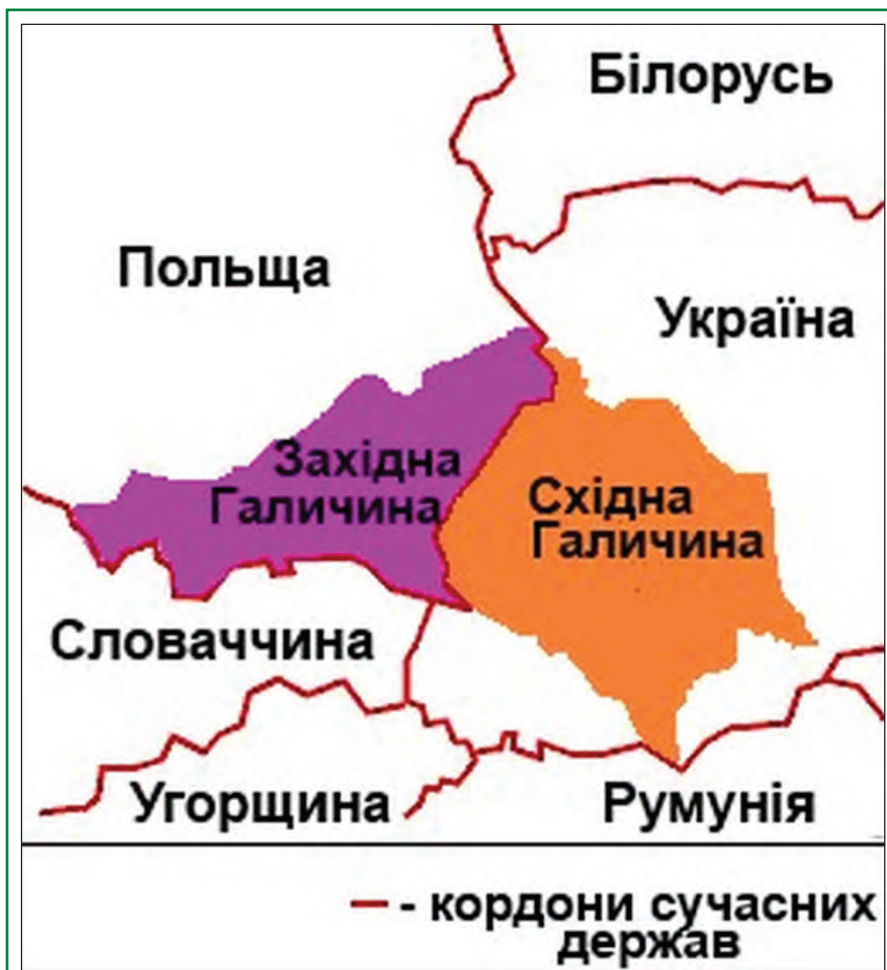 Білорусь
Польща
Україна
Західна
Галичина
Східна
Галичина
Словаччина
Угорщина
Румунія
- кордони сучасних
держав